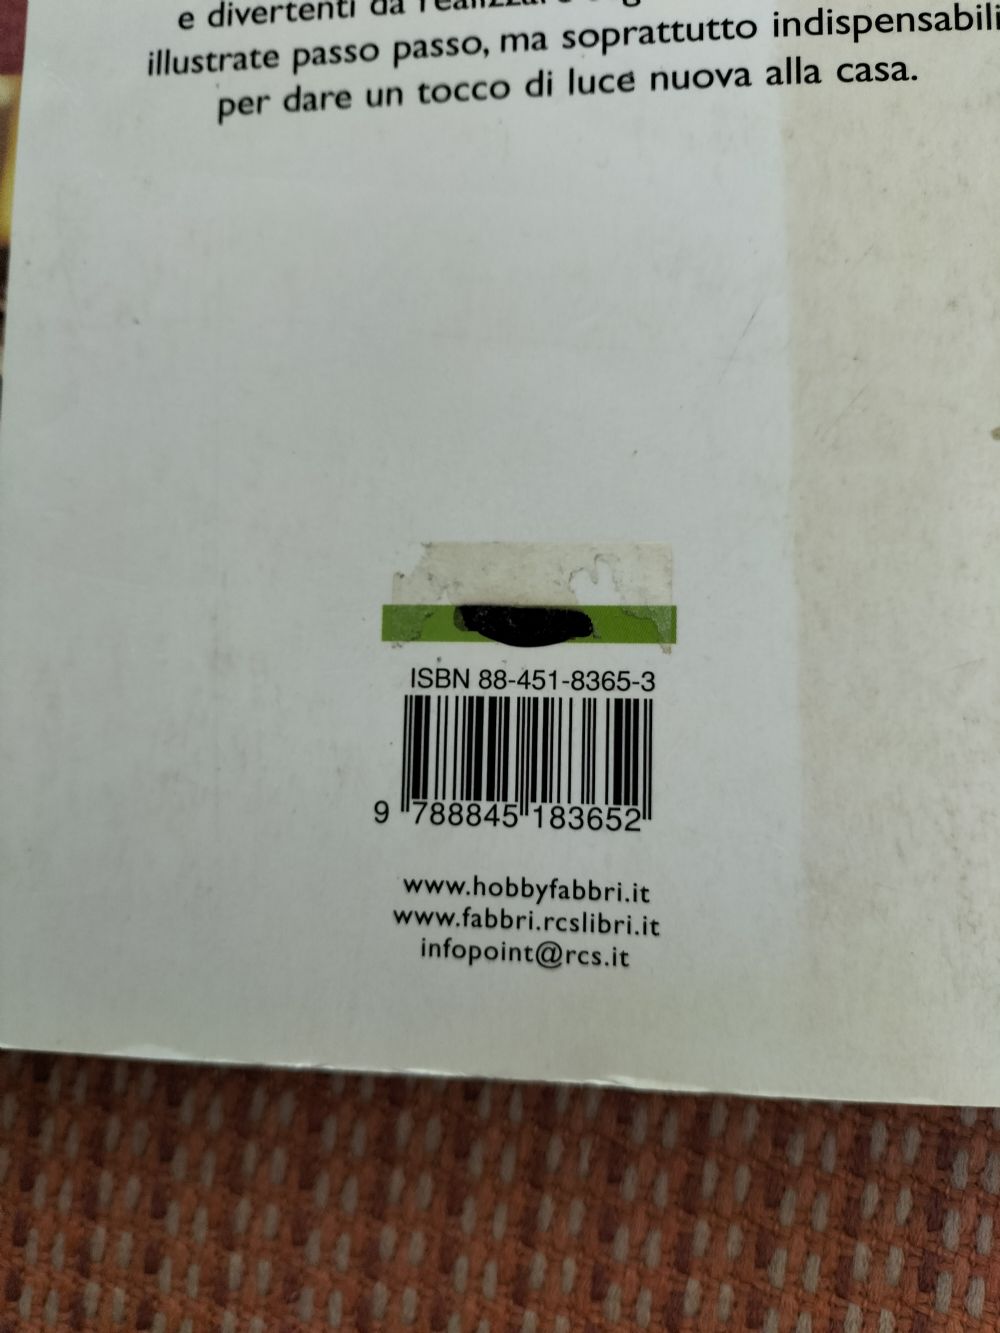 e divertenti da
illustrate passo passo, ma soprattutto indispensabili
per dare un tocco di luce nuova alla casa.
ISBN 88-451-8365-3
9 788845 183652
www.hobbyfabbri.it
www.fabbri.rcslibri.it
infopoint@rcs.it